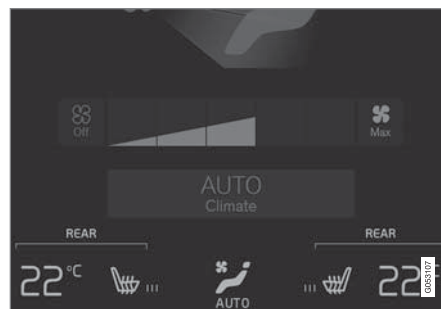 Off
Max
AUTO
Climate
REAR
REAR
22°C
22°
AUTO
G053107